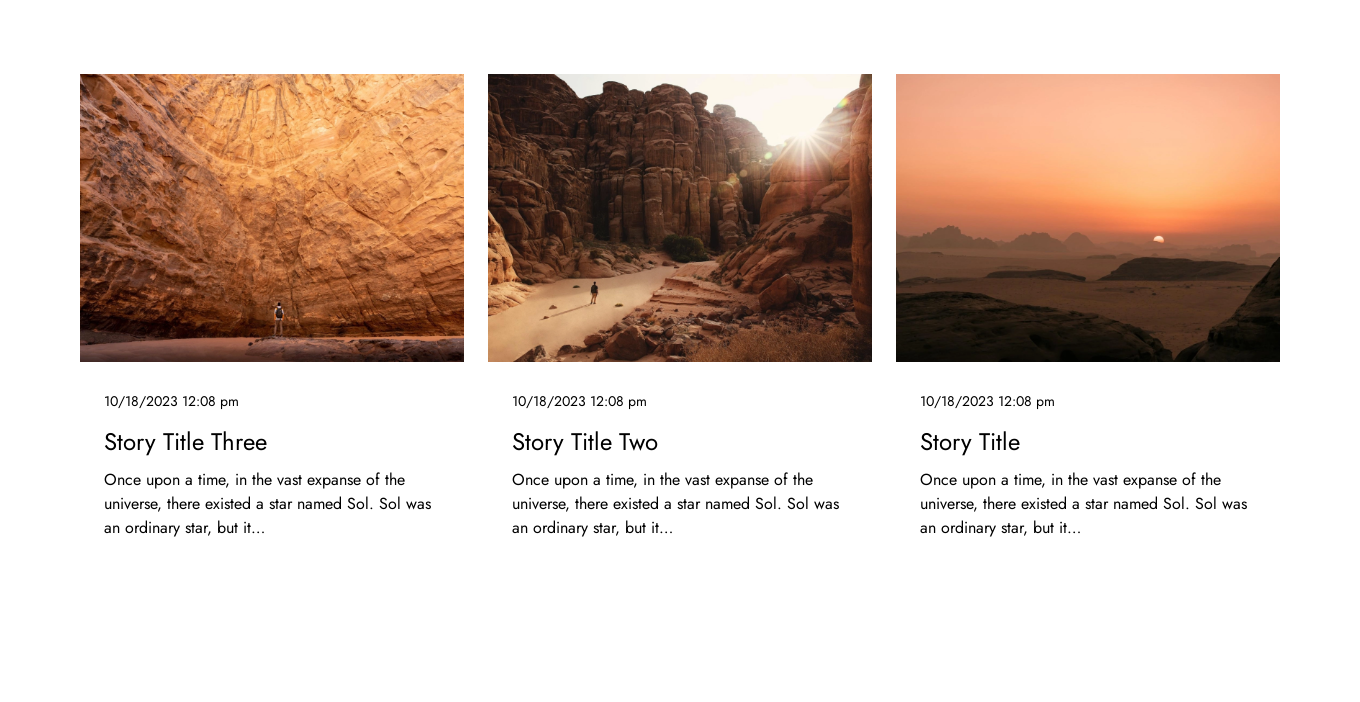 10/18/2023 12:08 pm
Story Title Three
Once upon a time, in the vast expanse of the
universe, there existed a star named Sol. Sol was
an ordinary star, but it...
10/18/2023 12:08 pm
Story Title Two
Once upon a time, in the vast expanse of the
universe, there existed a star named Sol. Sol was
an ordinary star, but it...
10/18/2023 12:08 pm
Story Title
Once upon a time, in the vast expanse of the
universe, there existed a star named Sol. Sol was
an ordinary star, but it...